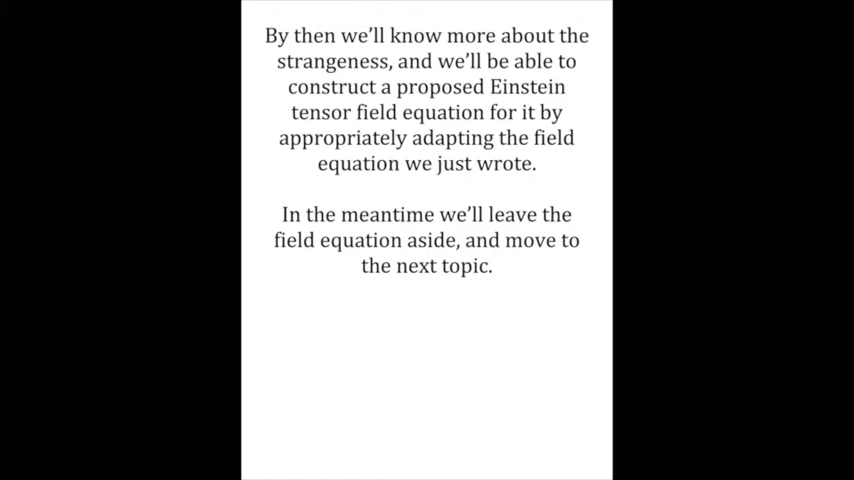 By then we’ll know more about the
strangeness, and we’ll be able to
construct a proposed Einstein
tensor field equation for it by
appropriately adapting the field
equation we just wrote.
In the meantime we’ll leave the
field equation aside, and move to
the next topic.